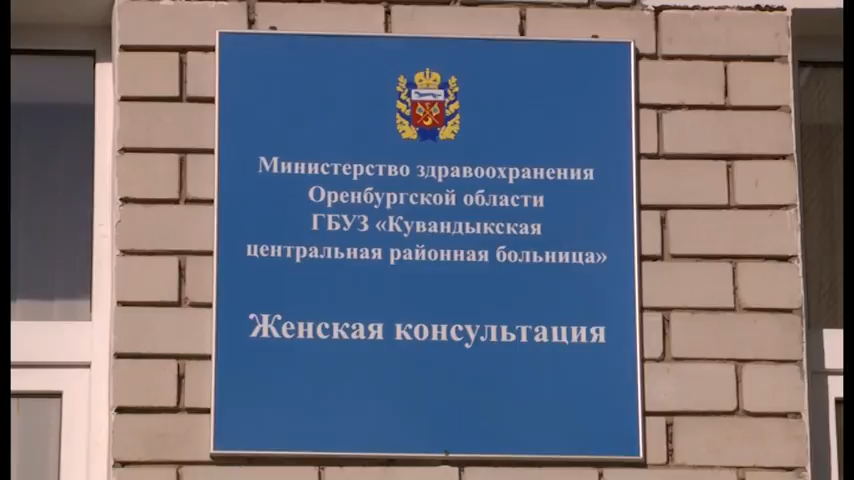 Министерство здравоохранения
Оренбургской области
ГБУЗ «Кувандыкская
центральная районная больница»
Женская консультация